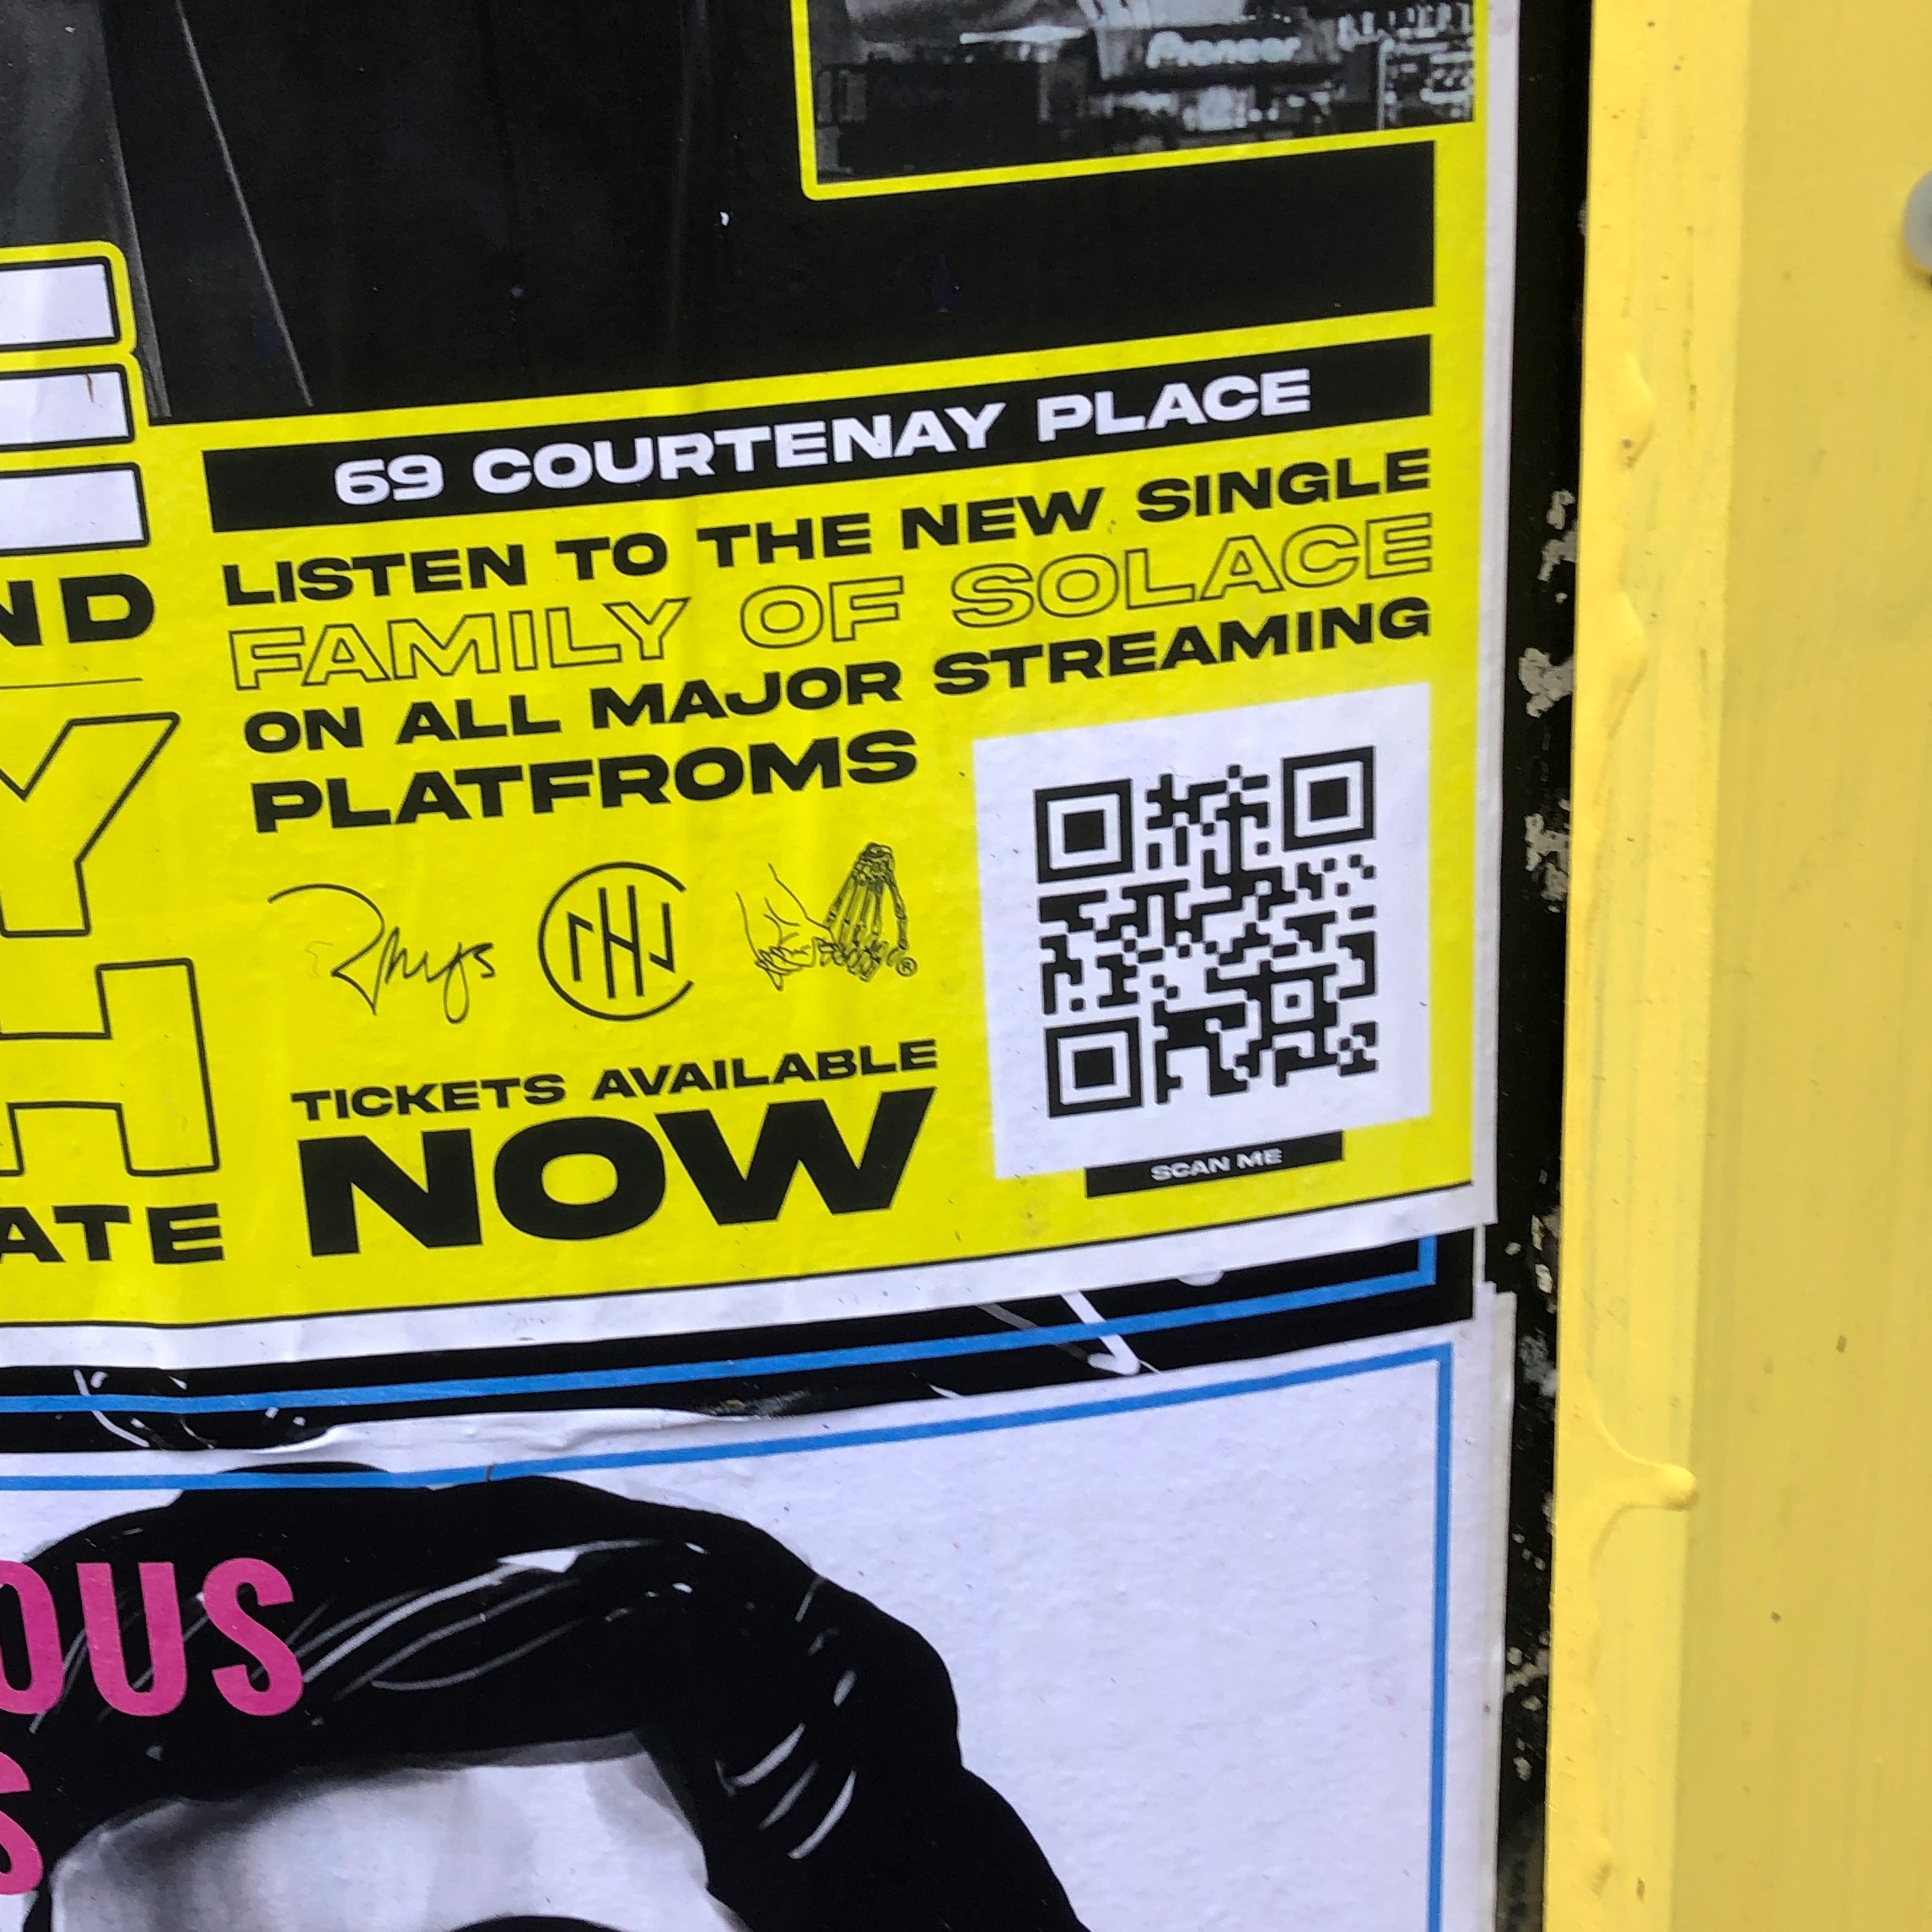 Pioneer
69 COURTENAY PLACE
LISTEN TO THE NEW SINGLE
FAMILY OF SOLACE
ON ALL MAJOR STREAMING
PLATFROMS
Rhys
®
TICKETS AVAILABLE
NOW
SCAN ME
ND
Y
H
ATE
OUS
S